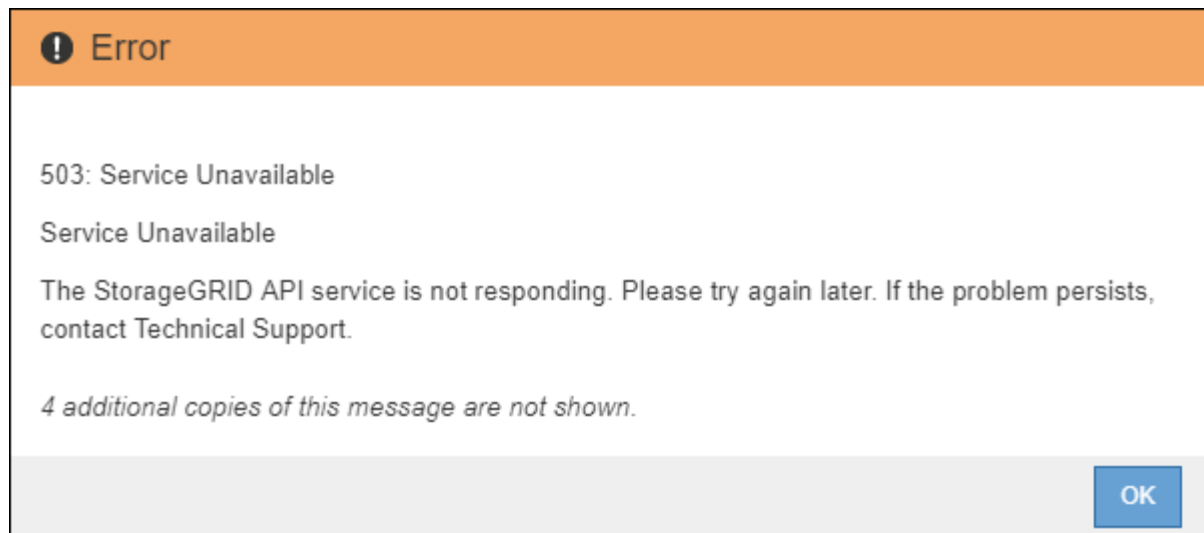 Error
503: Service Unavailable
Service Unavailable
The StorageGRID API service is not responding. Please try again later. If the problem persists,
contact Technical Support.
4 additional copies of this message are not shown.
OK